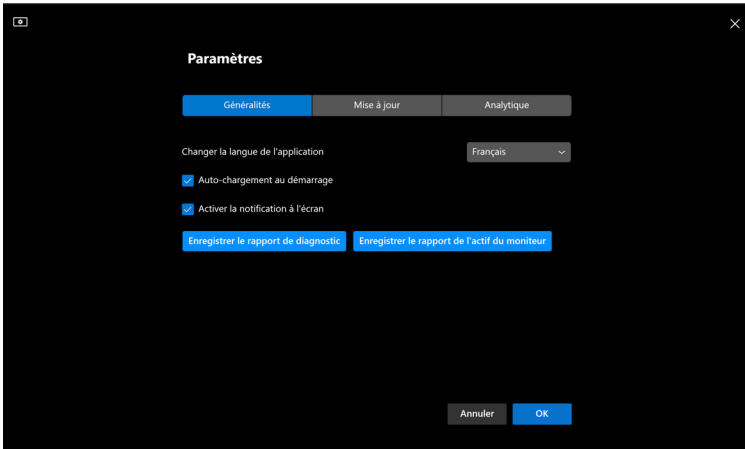 Paramètres
Généralités
Mise à jour
Analytique
Changer la langue de l'application
Français
Auto-chargement au démarrage
Activer la notification à l'écran
Enregistrer le rapport de diagnostic
Enregistrer le rapport de l'actif du moniteur
Annuler
OK